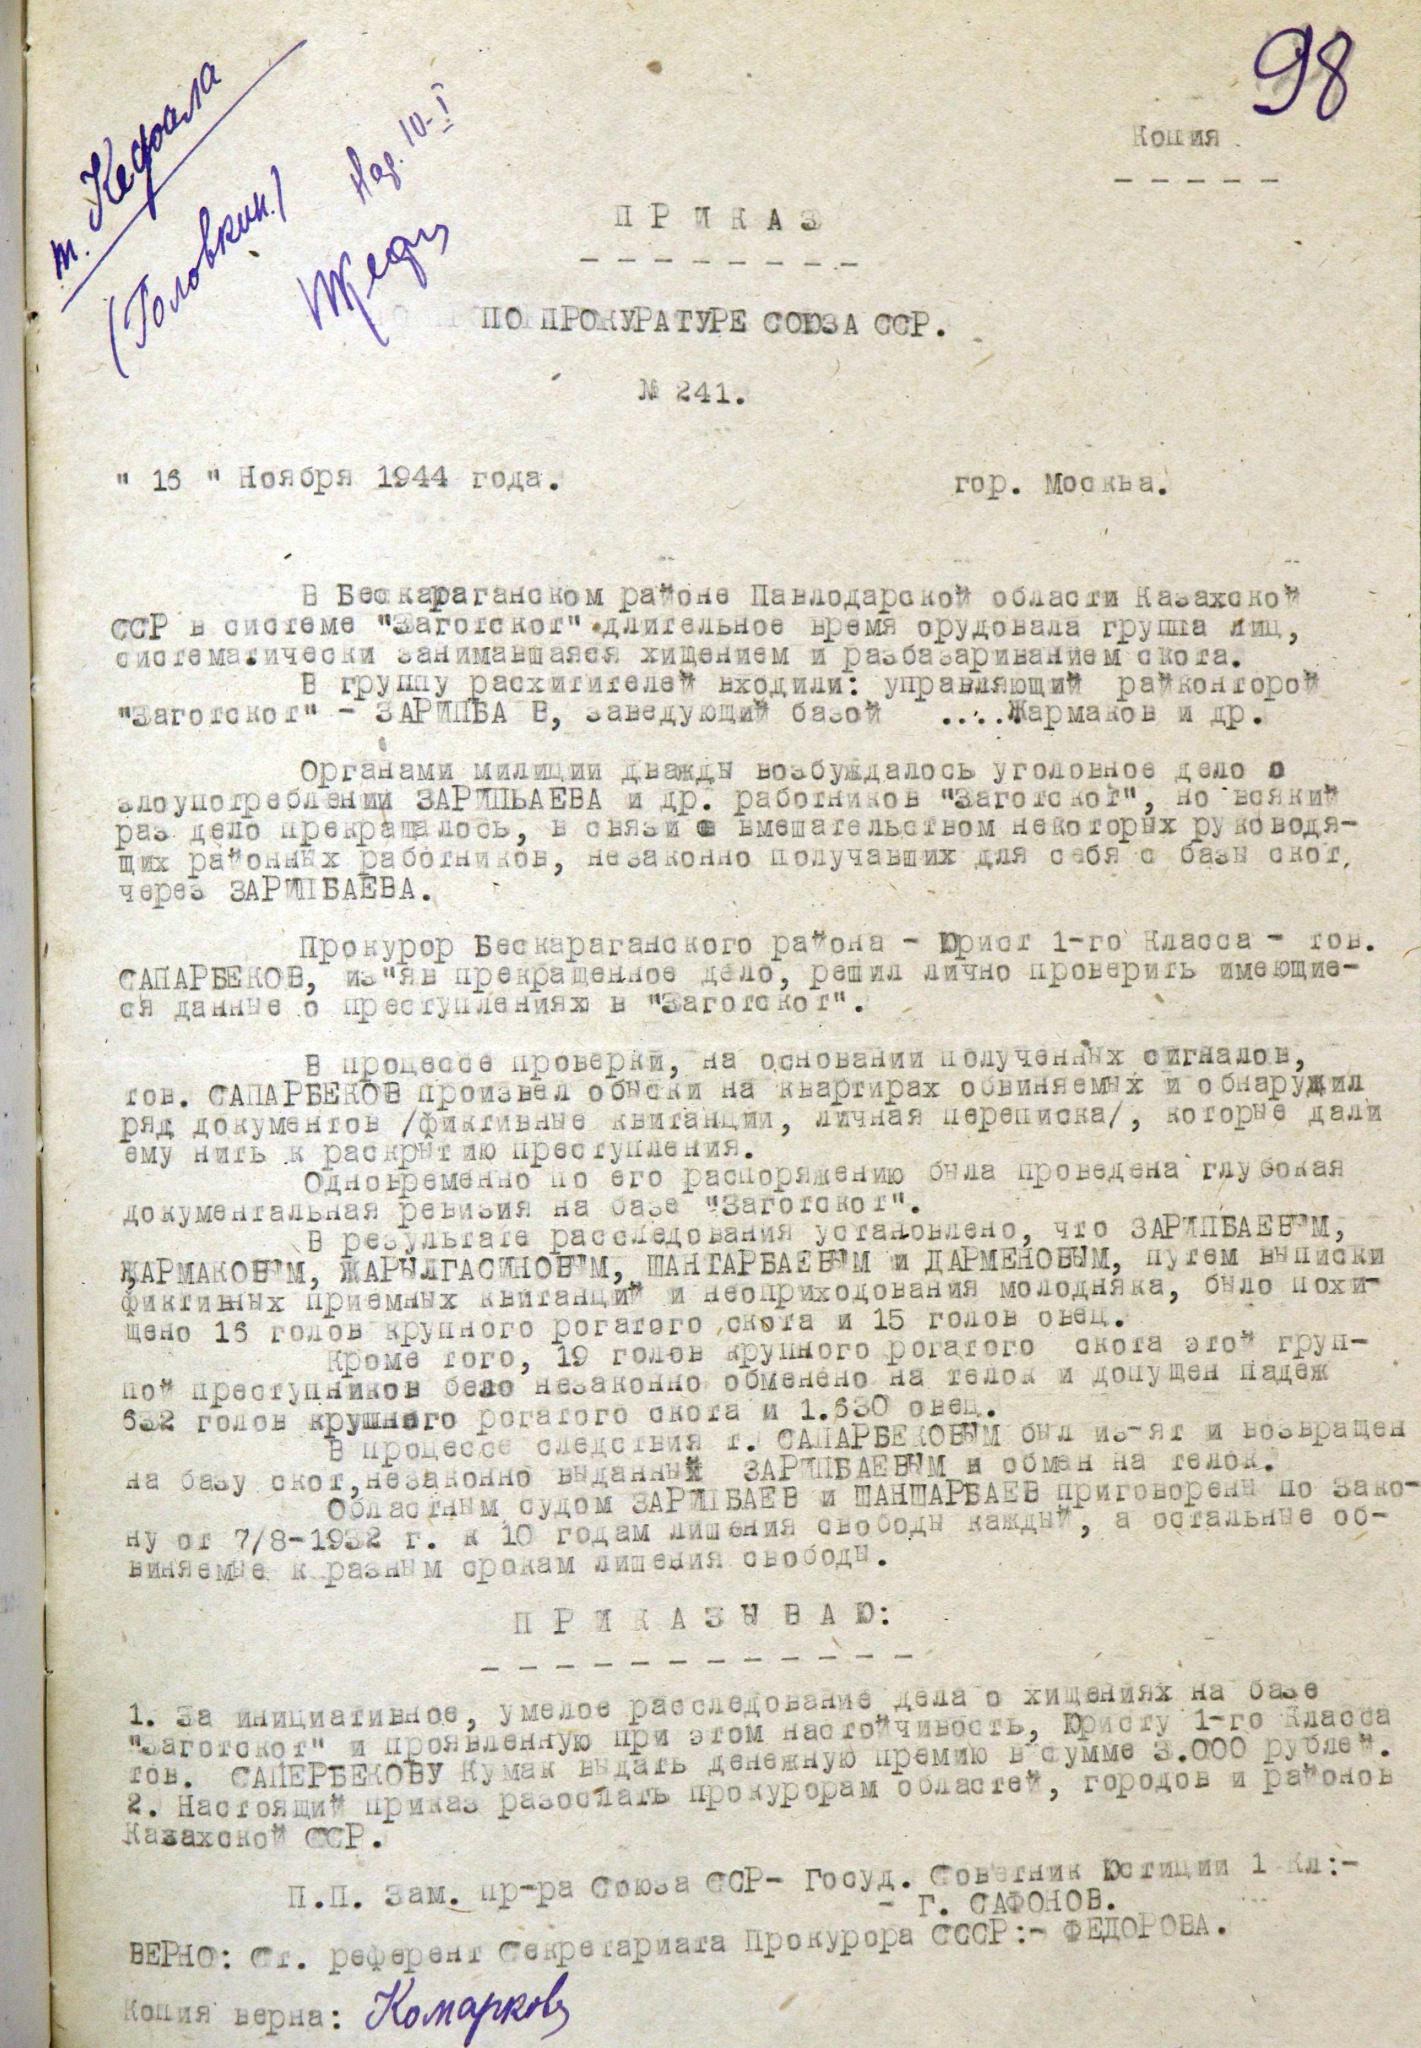 98
т. Кефала
(Головкин.)
Копия
- - - - -
П Р И К А З
- - - - - - - -
ПО ПРОКУРАТУРЕ СОЮЗА ССР.
№ 241.
" 16 " Ноября 1944 года. гор. Москва.
В Бескараганском районе Павлодарской области Казахской
ССР в системе "Заготскот" длительное время орудовала группа лиц,
систематически занимавшаяся хищением и разбазариванием скота.
В группу расхитителей входили: управляющий райконторой
"Заготскот" - ЗАРИПБА В, заведующий базой ....Жармаков и др.
Органами милиции дважды возбуждалось уголовное дело о
злоупотреблении ЗАРИПЬАЕВА и др. работников "Заготскот", но всякий
раз дело прекращалось, в связи с вмешательством некоторых руководя-
щих районных работников, незаконно получавших для себя с базы скот,
через ЗАРИПБАЕВА.
Прокурор Бескараганского района - Юрист 1-го Класса - тов.
САПАРБЕКОВ, из"яв прекращенное дело, решил лично проверить имеющие-
ся данные о преступлениях в "Заготскот".
В процессе проверки, на основании полученных сигналов,
тов. САПАРБЕКОВ произвел обыски на квартирах обвиняемых и обнаружил
ряд документов /фиктивные квитанции, личная переписка/, которые дали
ему нить к раскрытию преступления.
Одновременно по его распоряжению была проведена глубокая
документальная ревизия на базе "Заготскот".
В результате расследования установлено, что ЗАРИПБАЕВЫМ,
ЖАРМАКОВЫМ, ЖАРЫЛГАСИНОВЫМ, ШАНТАРБАЕВЫМ и ДАРМЕНОВЫМ, путем выписки
фиктивных приемных квитанций и неоприходования молодняка, было похи-
щено 16 голов крупного рогатого скота и 15 голов овец.
Кроме того, 19 голов крупного рогатого скота этой груп-
пой преступников было незаконно обменено на телок и допущен падеж
632 голов крупного рогатого скота и 1.630 овец.
В процессе следствия т. САПАРБЕКОВЫМ был из-ят и возвращен
на базу скот,незаконно выданный ЗАРИПБАЕВЫМ в обмен на телок.
Областным судом ЗАРИПБАЕВ и ШАНШАРБАЕВ приговорены по зако-
ну от 7/8-1932 г. к 10 годам лишения свободы каждый, а остальные об-
виняемые к разным срокам лишения свободы.
П Р И К А З Ы В А Ю:
- - - - - - - - - - - -
1. За инициативное, умелое расследование дела о хищениях на базе
"Заготскот" и проявленную при этом настойчивость, Юристу 1-го Класса
тов. САПЕРБЕКОВУ Кумак выдать денежную премию в сумме 3.000 рублей.
2. Настоящий приказ разослать прокурорам областей, городов и районов
Казахской ССР.
П.П. Зам. пр-ра Союза ССР- Госуд. Советник Юстиции 1 Кл:-
- Г. САФОНОВ.
ВЕРНО: Ст. референт Секретариата Прокурора СССР:- ФЕДОРОВА.
Копия верна: Комаркова